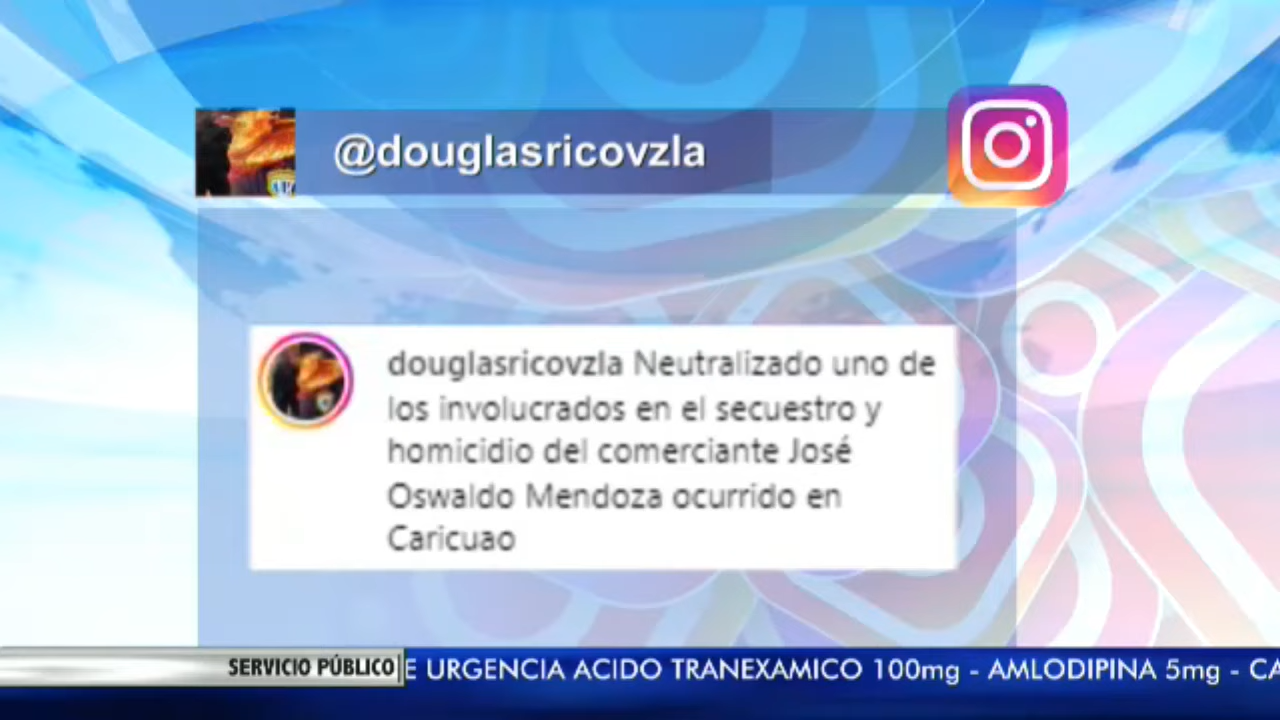 @douglasricovzla
douglasricovzla Neutralizado uno de
los involucrados en el secuestro y
homicidio del comerciante José
Oswaldo Mendoza ocurrido en
Caricuao
SERVICIO PÚBLICO E URGENCIA ACIDO TRANEXAMICO 100mg - AMLODIPINA 5mg - CA